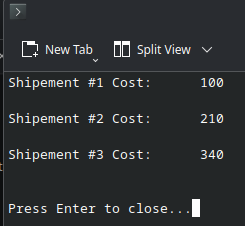 New Tab Split View
Shipement #1 Cost: 100
Shipement #2 Cost: 210
Shipement #3 Cost: 340
Press Enter to close...